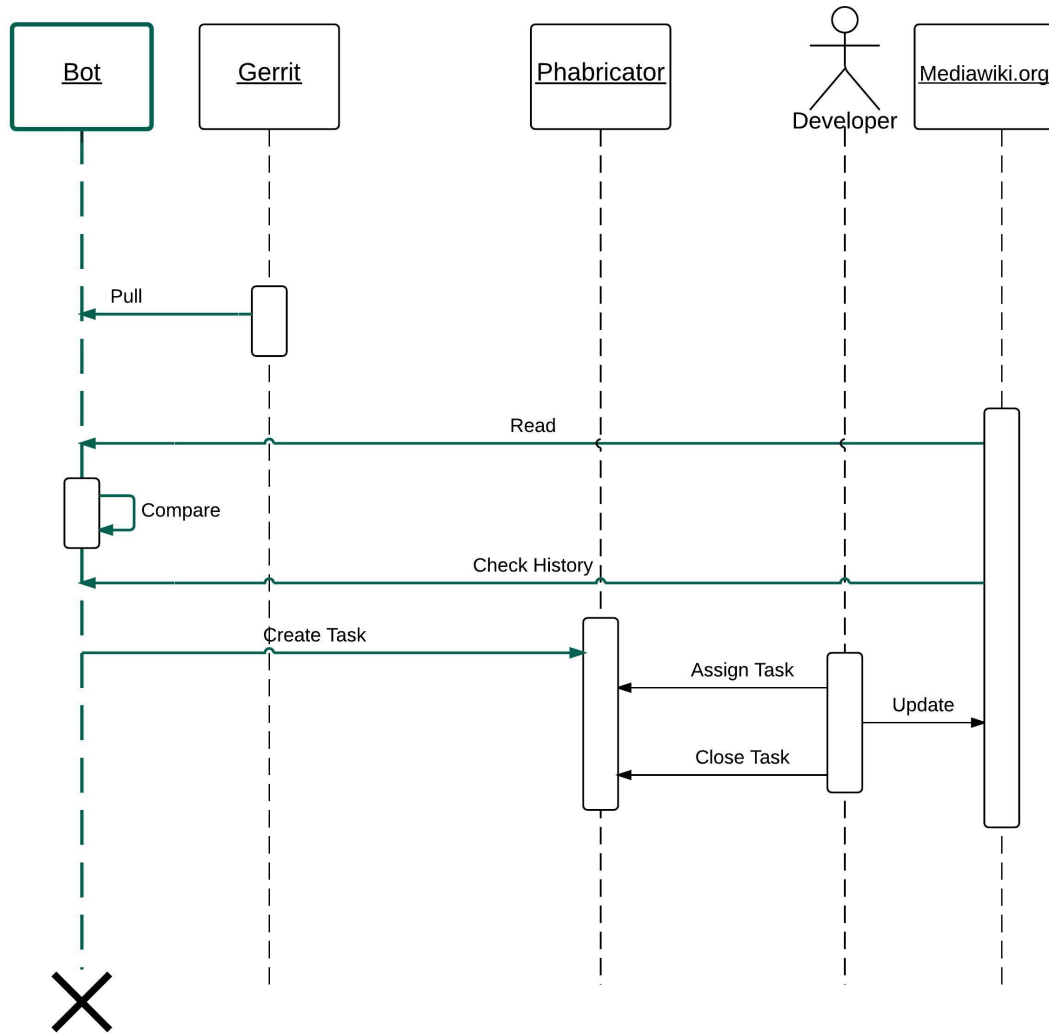 Bot
Gerrit
Phabricator
Developer
Mediawiki.org
Pull
Read
Compare
Check History
Create Task
Assign Task
Update
Close Task